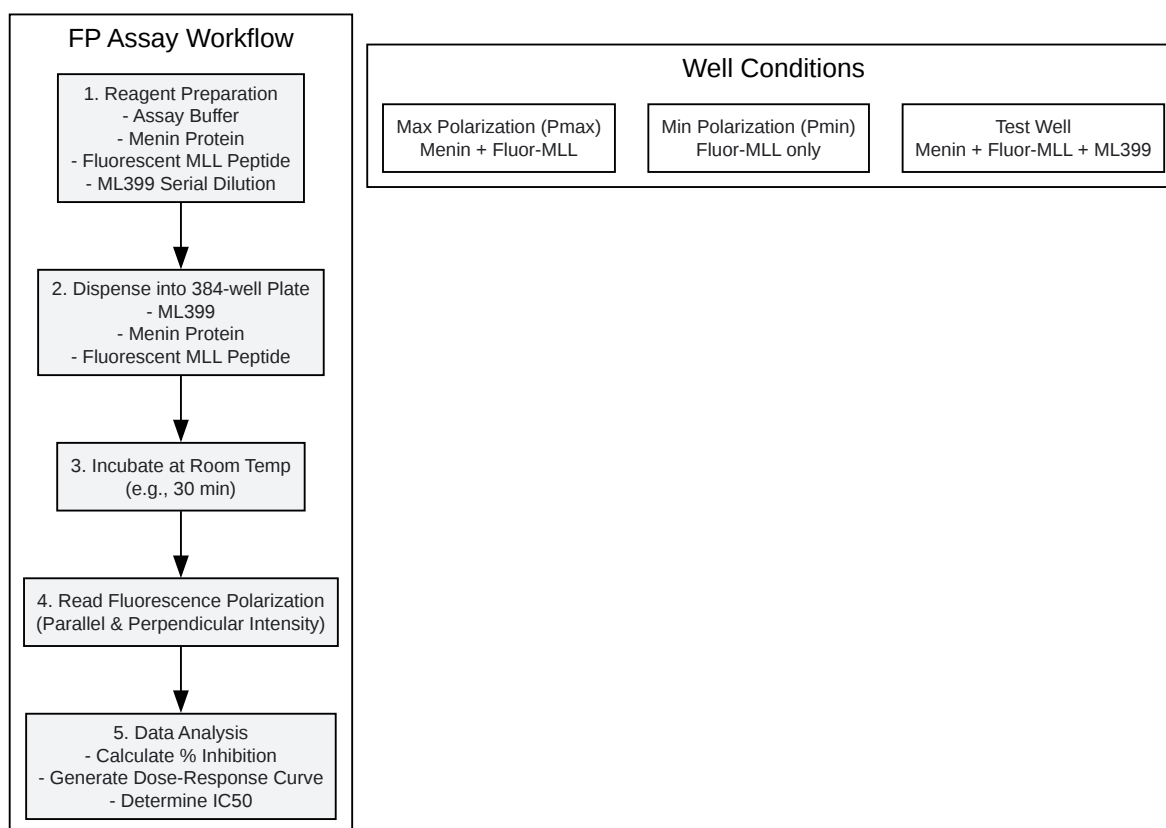 FP Assay Workflow
1. Reagent Preparation
- Assay Buffer
- Menin Protein
- Fluorescent MLL Peptide
- ML399 Serial Dilution
2. Dispense into 384-well Plate
- ML399
- Menin Protein
- Fluorescent MLL Peptide
3. Incubate at Room Temp
(e.g., 30 min)
4. Read Fluorescence Polarization
(Parallel & Perpendicular Intensity)
5. Data Analysis
- Calculate % Inhibition
- Generate Dose-Response Curve
- Determine IC50
Well Conditions
Max Polarization (Pmax)
Menin + Fluor-MLL
Min Polarization (Pmin)
Fluor-MLL only
Test Well
Menin + Fluor-MLL + ML399